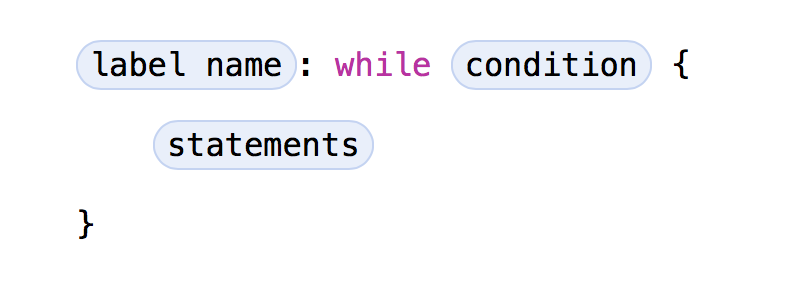 label name: while condition {
statements
}